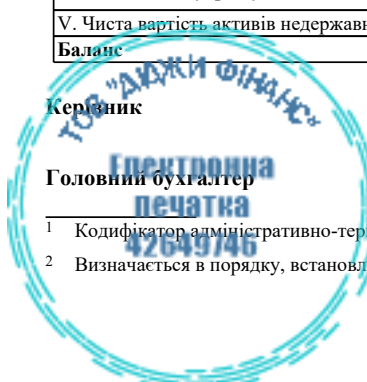 V. Чиста вартість активів недержавн
Баланс
ТОВ "ДІДЖИ ФІНАНС"
Керівник
Електронна
Головний бухгалтер
печатка
1 Кодифікатор адміністративно-тер
42649746
2 Визначається в порядку, встановл